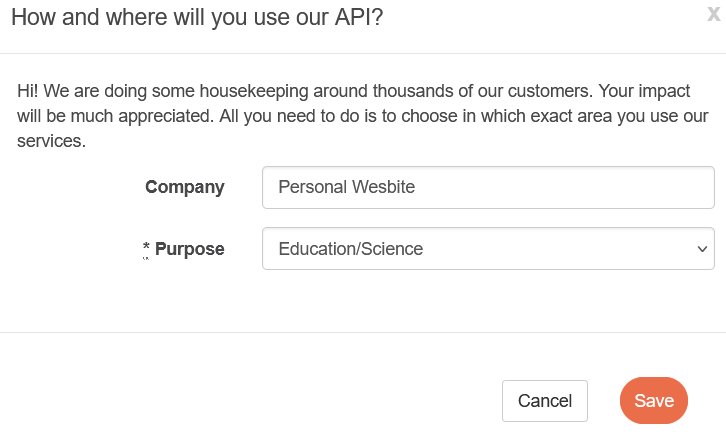 How and where will you use our API?
x
Hi! We are doing some housekeeping around thousands of our customers. Your impact
will be much appreciated. All you need to do is to choose in which exact area you use our
services.
Company Personal Wesbite
* Purpose Education/Science
Cancel Save